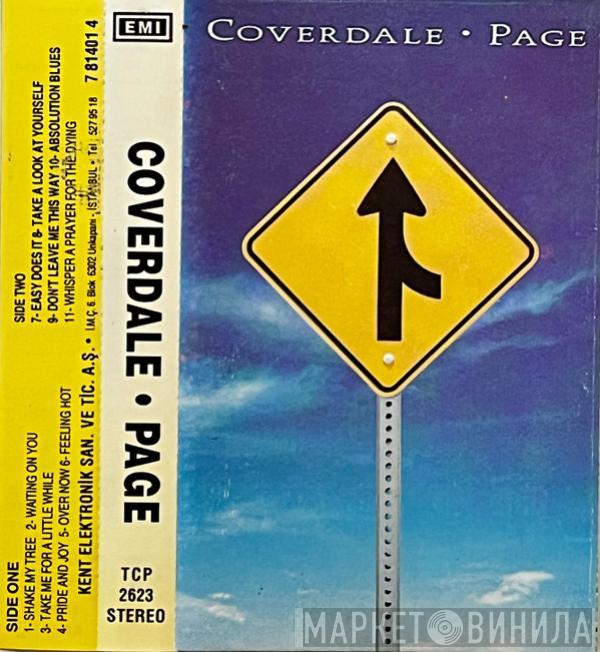 SIDE ONE
1- SHAKE MY TREE 2- WAITING ON YOU
3- TAKE ME FOR A LITTLE WHILE
4- PRIDE AND JOY 5- OVER NOW 6- FEELING HOT
SIDE TWO
7- EASY DOES IT 8- TAKE A LOOK AT YOURSELF
9- DON'T LEAVE ME THIS WAY 10- ABSOLUTION BLUES
11- WHISPER A PRAYER FOR THE DYING
KENT ELEKTRONİK SAN. VE TİC. A.Ş. • İ.M.Ç. 6. Blok 6302 Unkapanı - İSTANBUL • Tel : 527 95 18 7 81401 4
EMI
COVERDALE • PAGE
TCP
2623
STEREO
COVERDALE • PAGE
МАРКЕТ ВИНИЛА